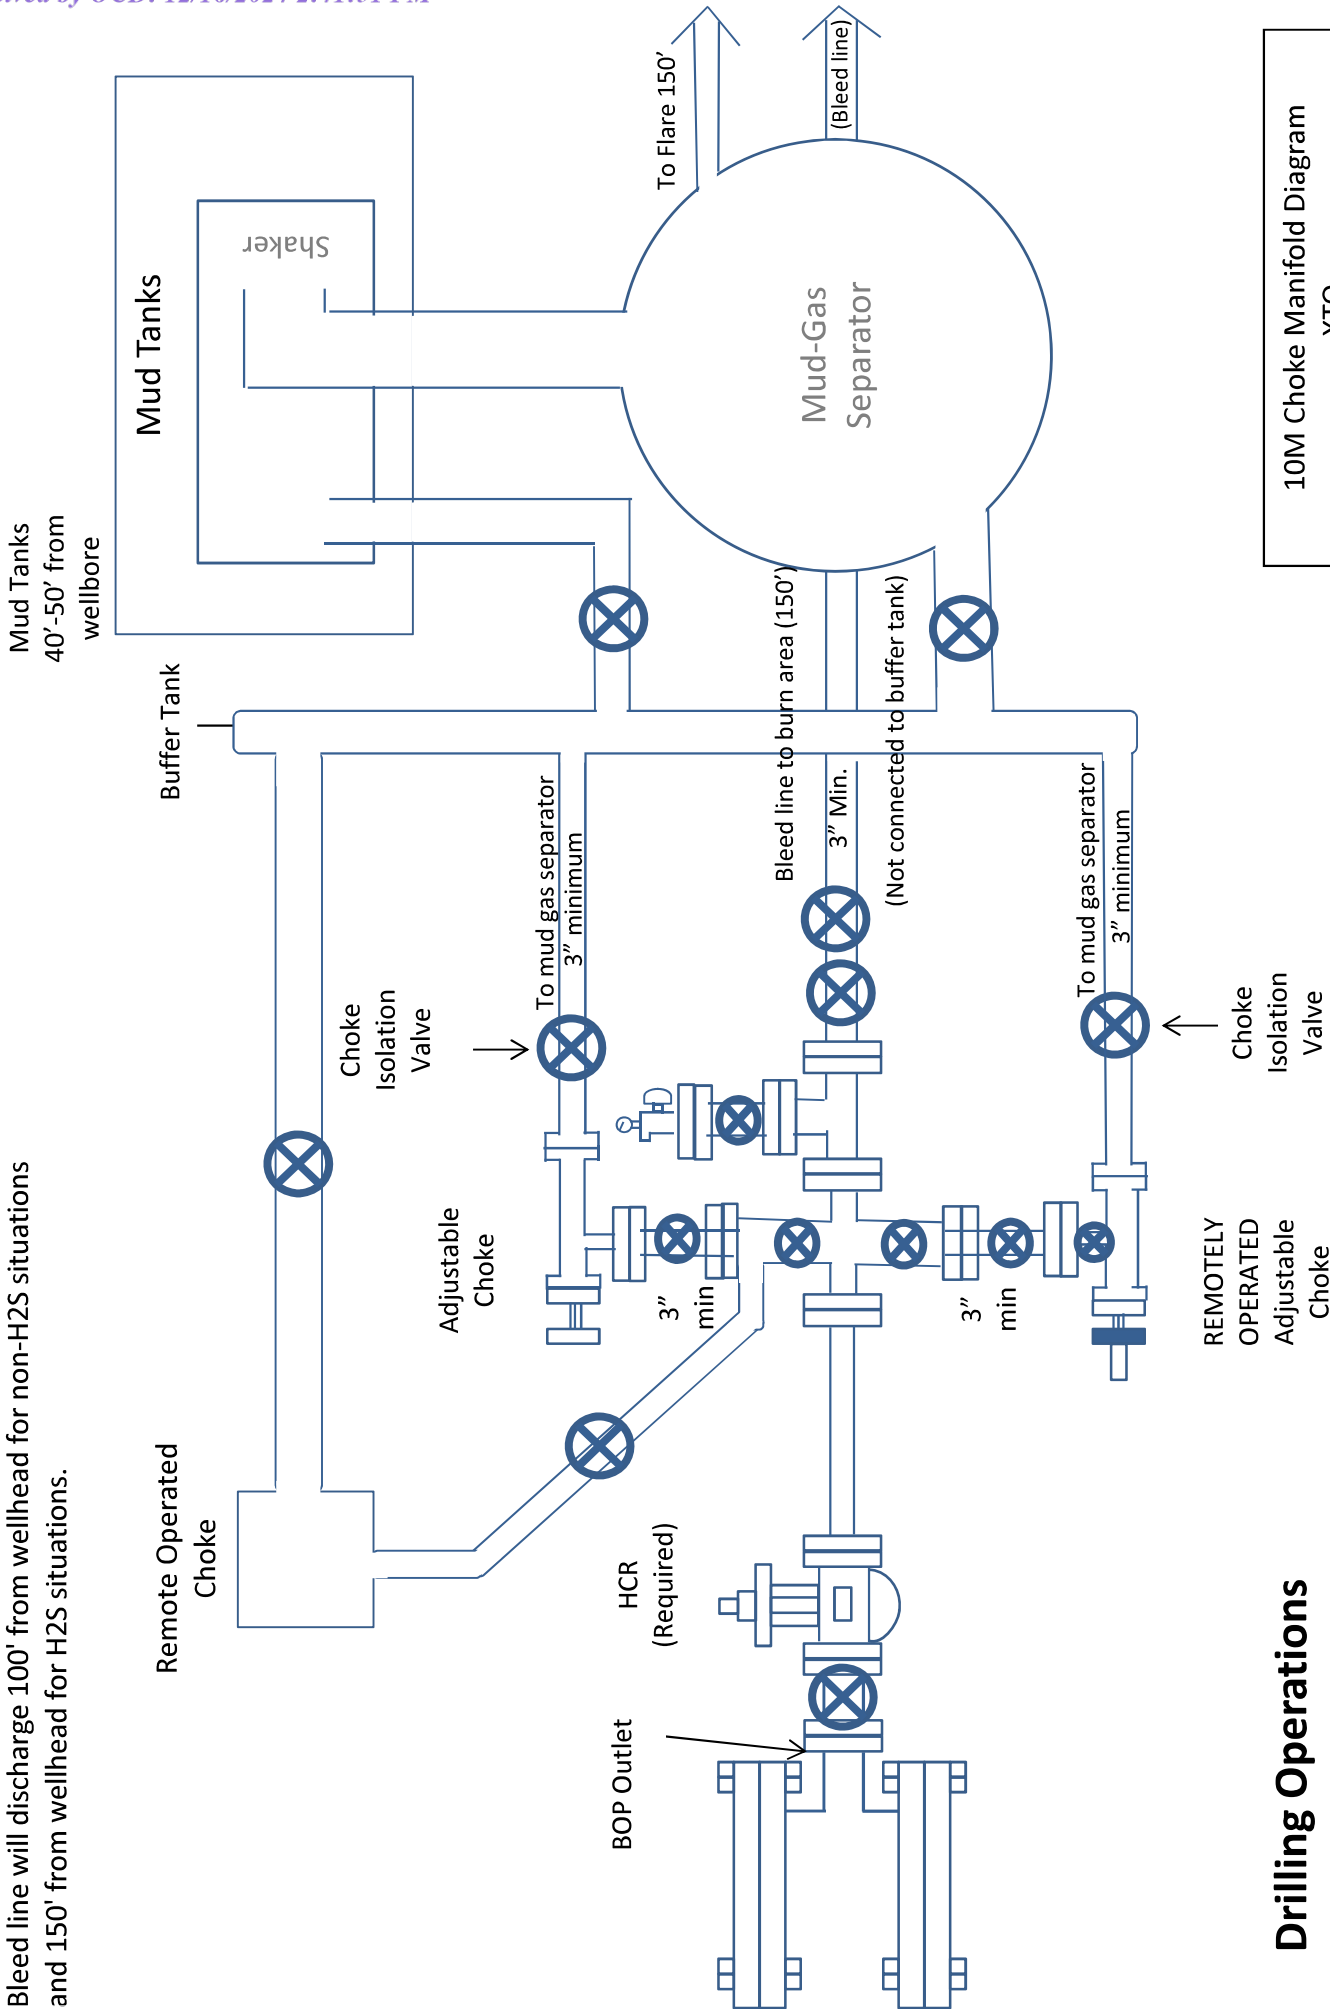 by OCD:
PM
Bleed line will discharge 100' from wellhead for non-H2S situations
and 150' from wellhead for H2S situations.
Mud Tanks
40'-50' from
wellbore
Mud Tanks
Shaker
Buffer Tank
Remote Operated
Choke
Choke
Isolation
Valve
Adjustable
Choke
To mud gas separator
3” minimum
To Flare 150’
HCR
(Required)
BOP Outlet
3”
min
Bleed line to burn area (150’)
3” Min.
(Not connected to buffer tank)
(Bleed line)
Mud-Gas
Separator
3”
min
To mud gas separator
3” minimum
REMOTELY
OPERATED
Adjustable
Choke
Choke
Isolation
Valve
Drilling Operations
10M Choke Manifold Diagram
XTO